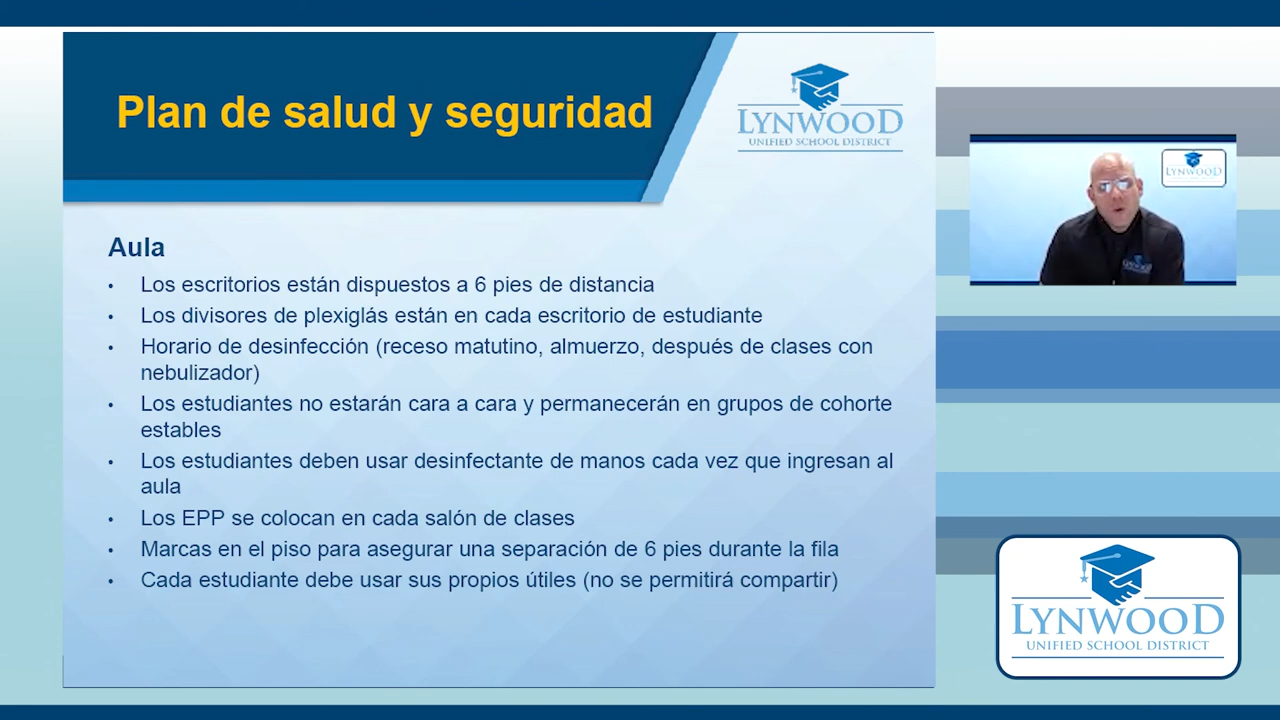 Plan de salud y seguridad
LYNWOOD
UNIFIED SCHOOL DISTRICT
LYNWOOD
Aula
• Los escritorios están dispuestos a 6 pies de distancia
• Los divisores de plexiglás están en cada escritorio de estudiante
• Horario de desinfección (receso matutino, almuerzo, después de clases con
nebulizador)
• Los estudiantes no estarán cara a cara y permanecerán en grupos de cohorte
estables
• Los estudiantes deben usar desinfectante de manos cada vez que ingresan al
aula
• Los EPP se colocan en cada salón de clases
• Marcas en el piso para asegurar una separación de 6 pies durante la fila
• Cada estudiante debe usar sus propios útiles (no se permitirá compartir)
LYNWOOD
UNIFIED SCHOOL DISTRICT